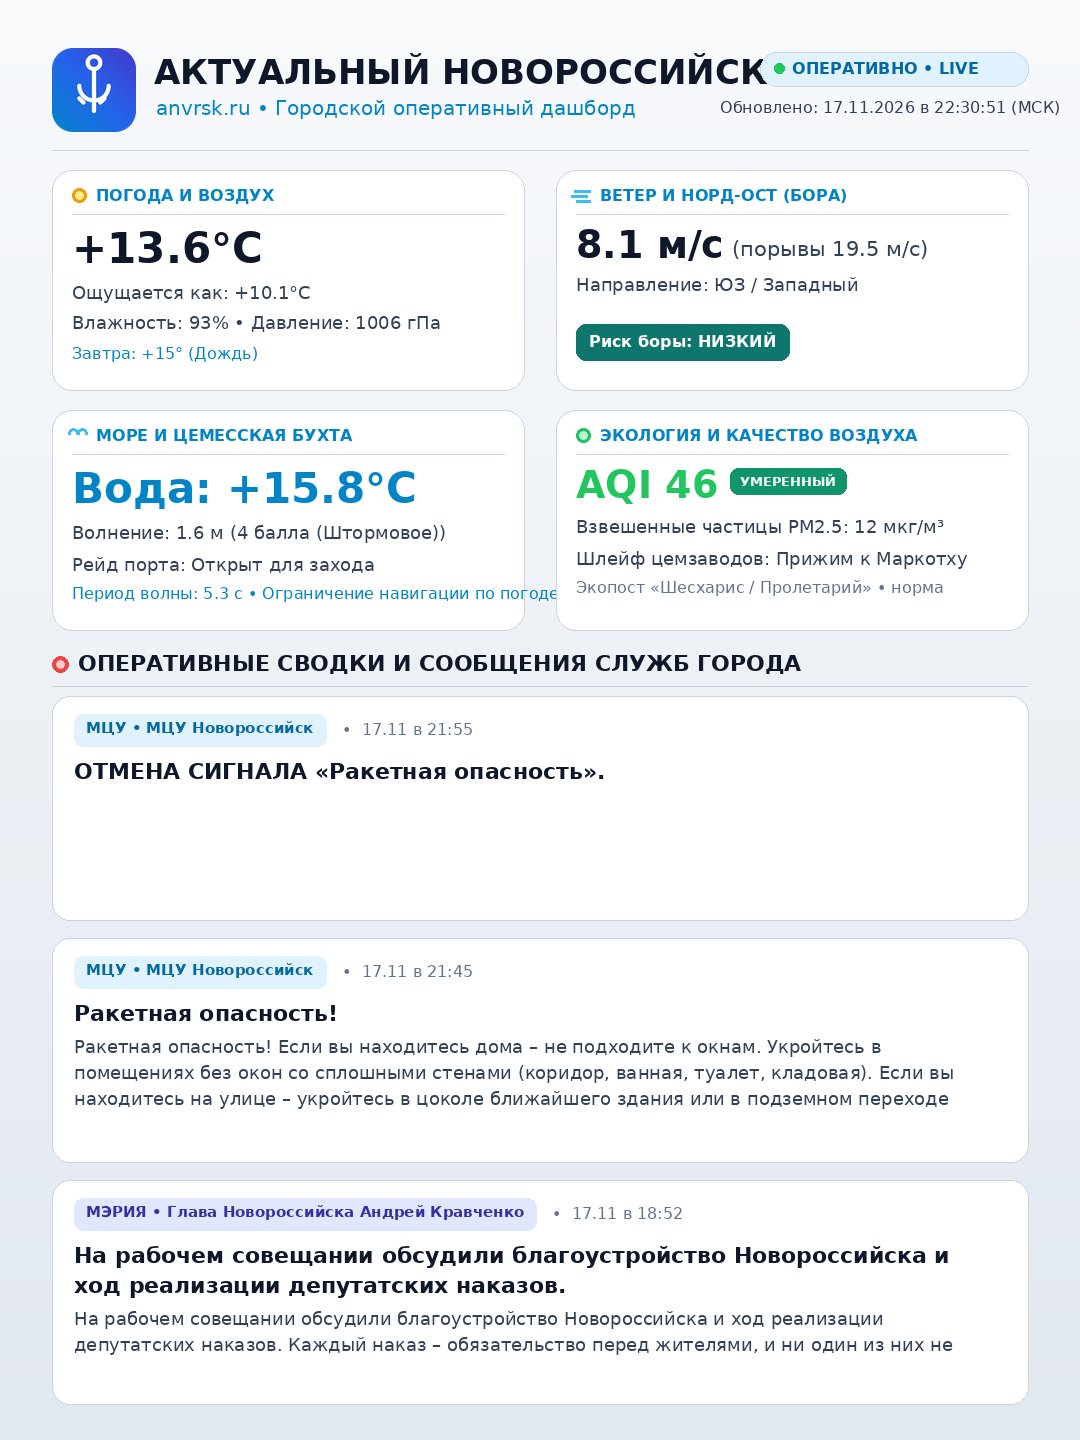 АКТУАЛЬНЫЙ НОВОРОССИЙСК
ОПЕРАТИВНО • LIVE
anvrsk.ru • Городской оперативный дашборд
Обновлено: 17.11.2026 в 22:30:51 (МСК)
ПОГОДА И ВОЗДУХ
+13.6°C
Ощущается как: +10.1°C
Влажность: 93% • Давление: 1006 гПа
Завтра: +15° (Дождь)
ВЕТЕР И НОРД-ОСТ (БОРА)
8.1 м/с (порывы 19.5 м/с)
Направление: ЮЗ / Западный
Риск боры: НИЗКИЙ
МОРЕ И ЦЕМЕССКАЯ БУХТА
Вода: +15.8°C
Волнение: 1.6 м (4 балла (Штормовое))
Рейд порта: Открыт для захода
Период волны: 5.3 с • Ограничение навигации по погоде
ЭКОЛОГИЯ И КАЧЕСТВО ВОЗДУХА
AQI 46 УМЕРЕННЫЙ
Взвешенные частицы PM2.5: 12 мкг/м³
Шлейф цемзаводов: Прижим к Маркотху
Экопост «Шесхарис / Пролетарий» • норма
ОПЕРАТИВНЫЕ СВОДКИ И СООБЩЕНИЯ СЛУЖБ ГОРОДА
МЦУ • МЦУ Новороссийск • 17.11 в 21:55
ОТМЕНА СИГНАЛА «Ракетная опасность».
МЦУ • МЦУ Новороссийск • 17.11 в 21:45
Ракетная опасность!
Ракетная опасность! Если вы находитесь дома – не подходите к окнам. Укройтесь в
помещениях без окон со сплошными стенами (коридор, ванная, туалет, кладовая). Если вы
находитесь на улице – укройтесь в цоколе ближайшего здания или в подземном переходе
МЭРИЯ • Глава Новороссийска Андрей Кравченко • 17.11 в 18:52
На рабочем совещании обсудили благоустройство Новороссийска и
ход реализации депутатских наказов.
На рабочем совещании обсудили благоустройство Новороссийска и ход реализации
депутатских наказов. Каждый наказ – обязательство перед жителями, и ни один из них не